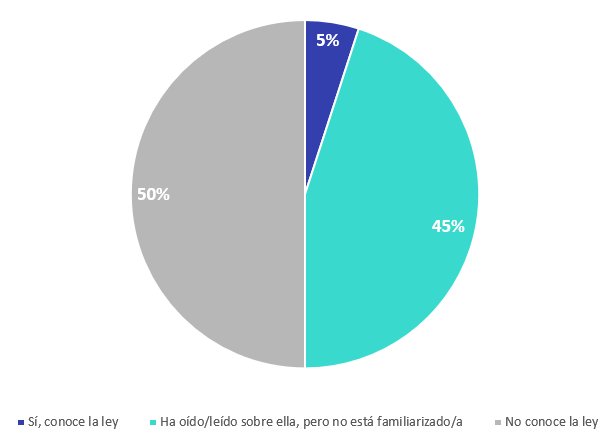 5%
50%
45%
Sí, conoce la ley
Ha oído/leído sobre ella, pero no está familiarizado/a
No conoce la ley